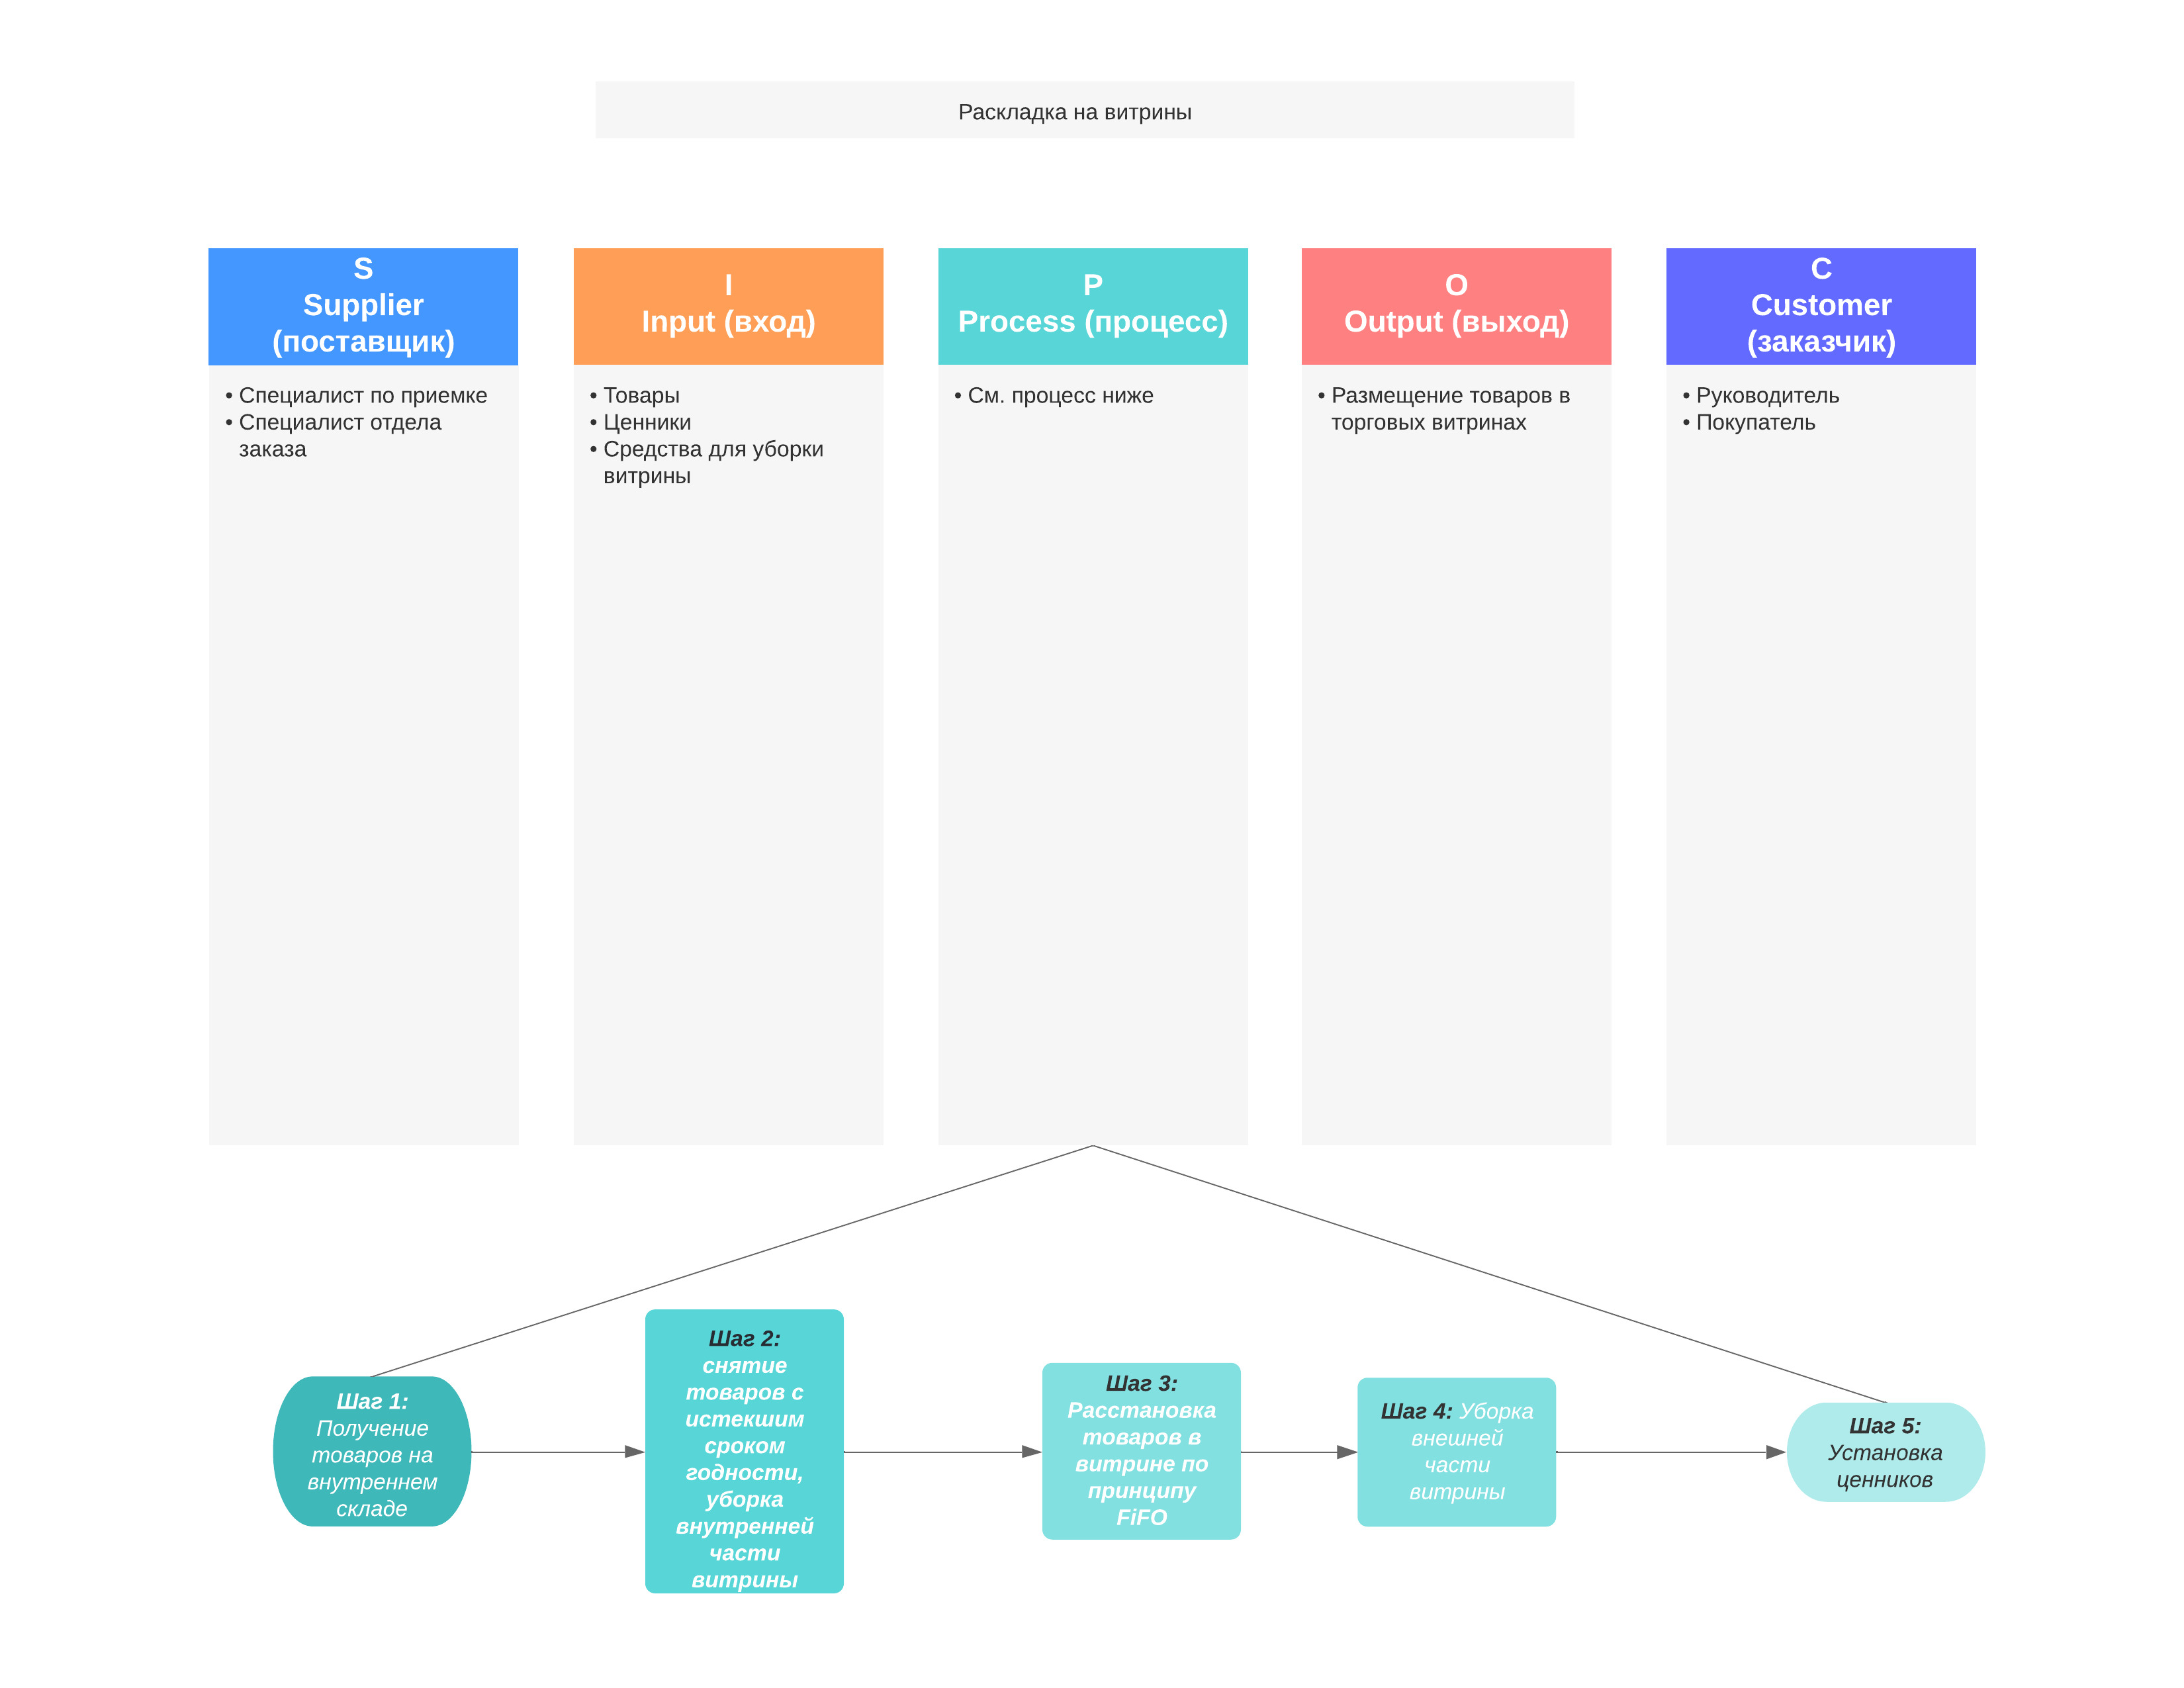 Раскладка на витрины
S
Supplier
(поставщик)
• Специалист по приемке
• Специалист отдела
заказа
I
Input (вход)
• Товары
• Ценники
• Средства для уборки
витрины
P
Process (процесс)
• См. процесс ниже
O
Output (выход)
• Размещение товаров в
торговых витринах
C
Customer
(заказчик)
• Руководитель
• Покупатель
Шаг 1:
Получение
товаров на
внутреннем
складе
Шаг 2:
снятие
товаров с
истекшим
сроком
годности,
уборка
внутренней
части
витрины
Шаг 3:
Расстановка
товаров в
витрине по
принципу
FiFO
Шаг 4: Уборка
внешней
части
витрины
Шаг 5:
Установка
ценников